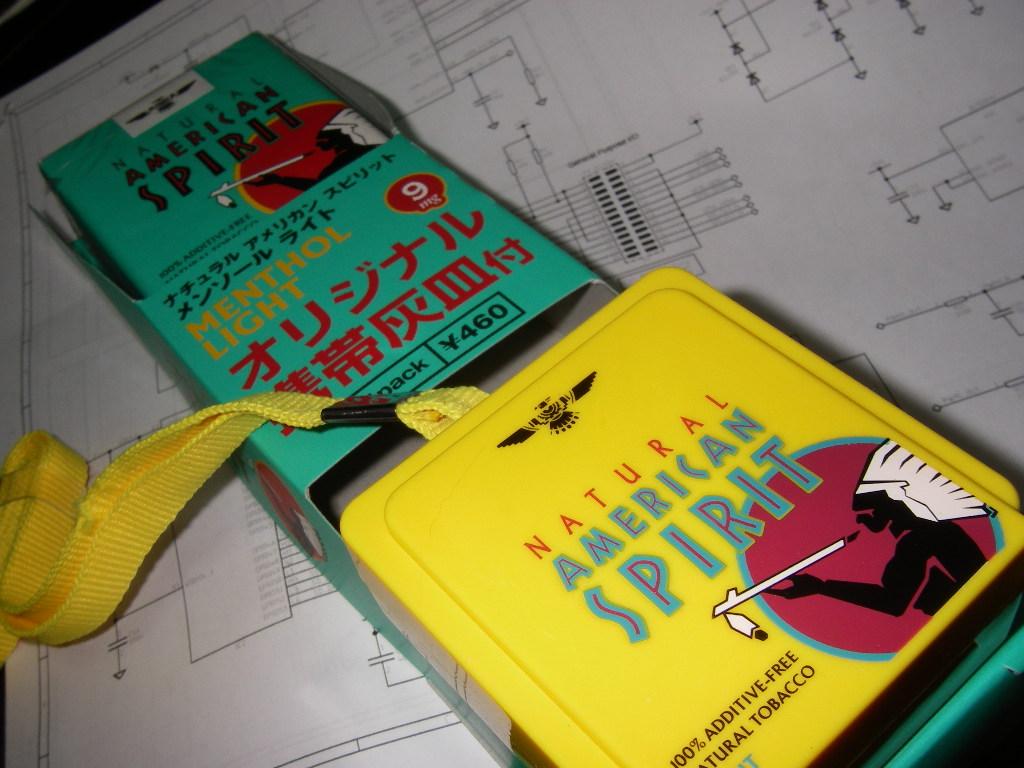 NATURAL
AMERICAN
SPIRIT
100% ADDITIVE-FREE
ナチュラル アメリカン スピリット
メンソール ライト
MENTHOL
LIGHT
9
mg
オリジナル
携帯灰皿付
pack ¥460
General Purpose I/O
NATURAL
AMERICAN
SPIRIT
100% ADDITIVE-FREE
NATURAL TOBACCO